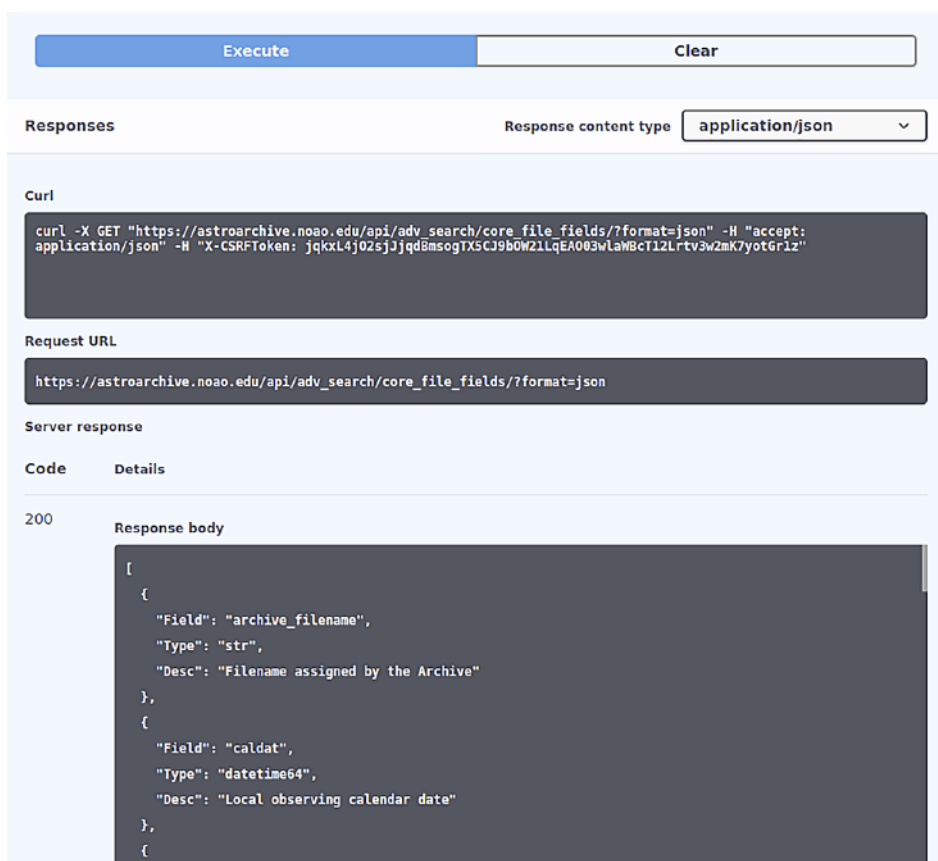 Execute
Clear
Responses
Response content type
application/json
Curl
curl -X GET "https://astroarchive.noao.edu/api/adv_search/core_file_fields/?format=json" -H "accept:
application/json" -H "X-CSRFToken: jqkxL4jO2sjJjqdBmsogTX5CJ9bOW21LqEAO03wlaWBcT12Lrtv3w2mK7yotGr1z"
Request URL
https://astroarchive.noao.edu/api/adv_search/core_file_fields/?format=json
Server response
Code
Details
200
Response body
[
{
"Field": "archive_filename",
"Type": "str",
"Desc": "Filename assigned by the Archive"
},
{
"Field": "caldat",
"Type": "datetime64",
"Desc": "Local observing calendar date"
},
{